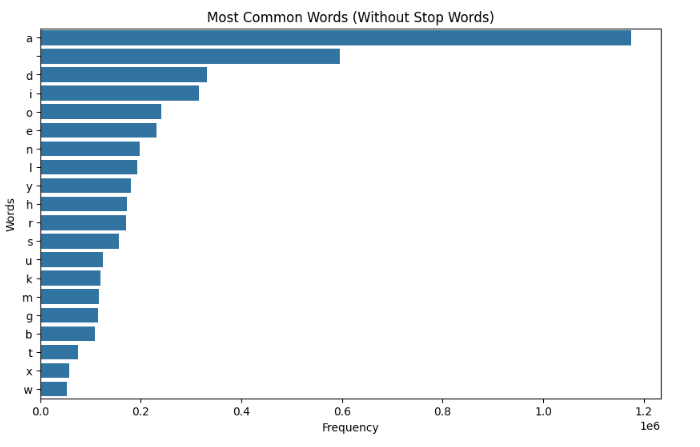 Most Common Words (Without Stop Words)
a
d
i
o
e
n
l
y
h
r
s
u
k
m
g
b
t
x
w
Words
0.0 0.2 0.4 0.6 0.8 1.0 1.2
1e6
Frequency